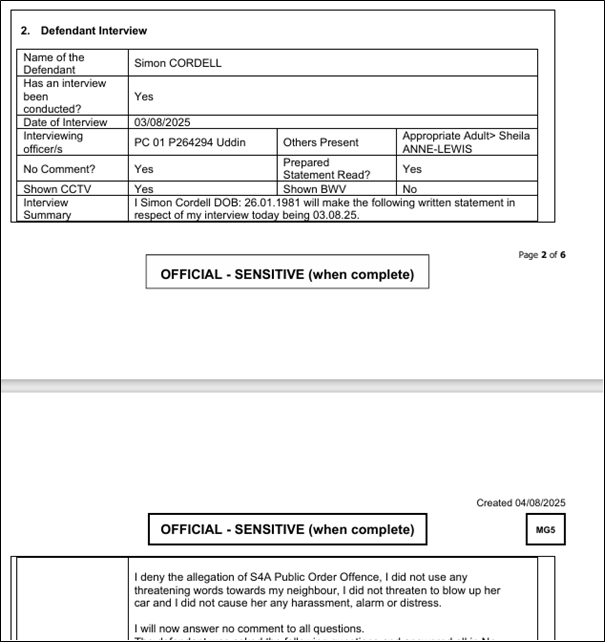 2. Defendant Interview
Name of the
Defendant
Simon CORDELL
Has an interview
been
conducted?
Yes
Date of Interview
03/08/2025
Interviewing
officer/s
PC 01 P264294 Uddin
Others Present
Appropriate Adult> Sheila
ANNE-LEWIS
No Comment?
Yes
Prepared
Statement Read?
Yes
Shown CCTV
Yes
Shown BWV
No
Interview
Summary
I Simon Cordell DOB: 26.01.1981 will make the following written statement in
respect of my interview today being 03.08.25.
Page 2 of 6
OFFICIAL - SENSITIVE (when complete)
Created 04/08/2025
OFFICIAL - SENSITIVE (when complete)
MG5
I deny the allegation of S4A Public Order Offence, I did not use any
threatening words towards my neighbour, I did not threaten to blow up her
car and I did not cause her any harassment, alarm or distress.
I will now answer no comment to all questions.